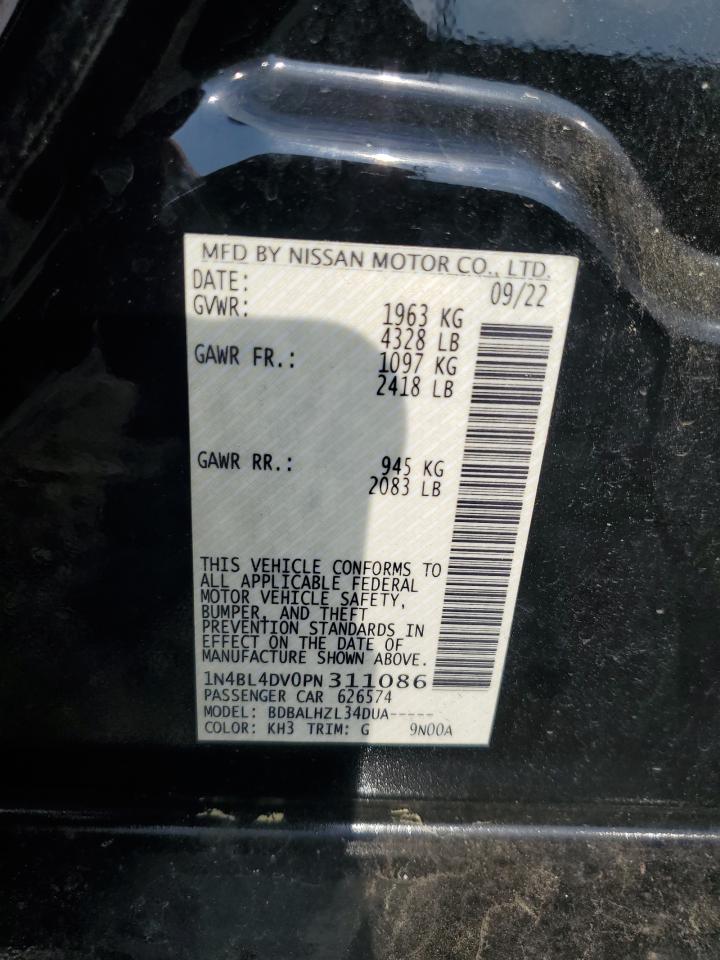 MFD BY NISSAN MOTOR CO., LTD.
DATE: 09/22
GVWR: 1963 KG
4328 LB
GAWR FR.: 1097 KG
2418 LB
GAWR RR.: 945 KG
2083 LB
THIS VEHICLE CONFORMS TO
ALL APPLICABLE FEDERAL
MOTOR VEHICLE SAFETY,
BUMPER, AND THEFT
PREVENTION STANDARDS IN
EFFECT ON THE DATE OF
MANUFACTURE SHOWN ABOVE.
1N4BL4DV0PN311086
PASSENGER CAR 626574
MODEL: BDBALHZL34DUA-----
COLOR: KH3 TRIM: G 9N00A